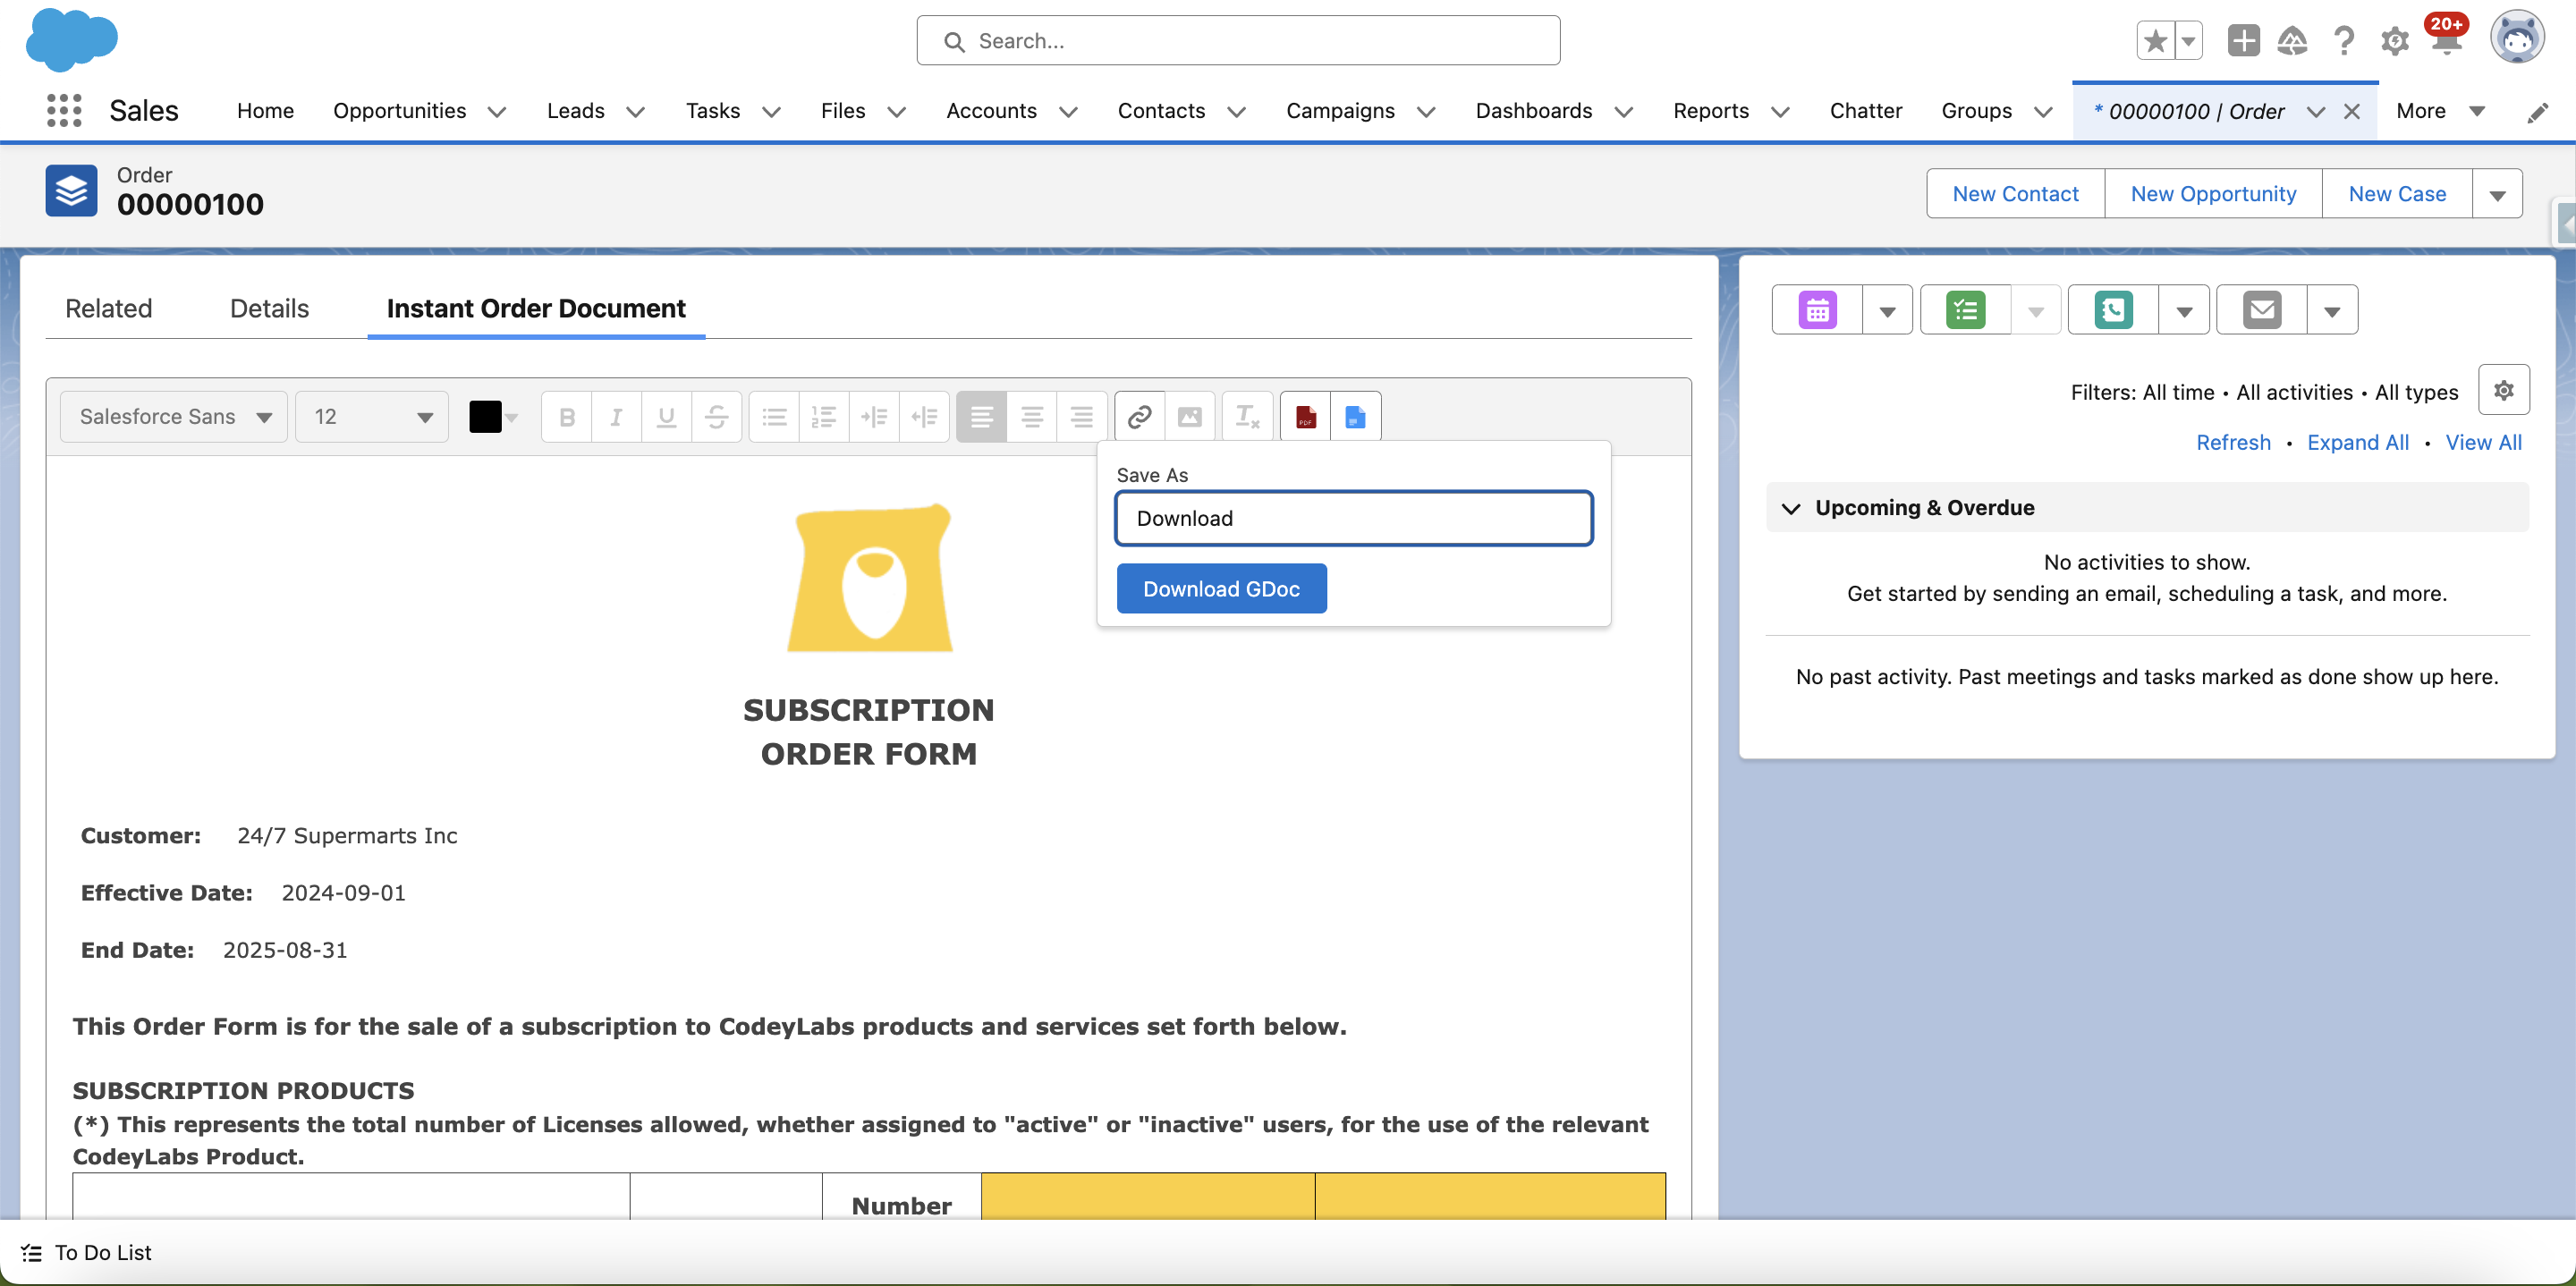 Search...
20+
Sales
Home
Opportunities
Leads
Tasks
Files
Accounts
Contacts
Campaigns
Dashboards
Reports
Chatter
Groups
* 00000100 | Order
More
Order
00000100
New Contact
New Opportunity
New Case
Related
Details
Instant Order Document
Salesforce Sans
12
B
I
U
S
PDF
Save As
Download
Download GDoc
SUBSCRIPTION
ORDER FORM
Customer: 24/7 Supermarts Inc
Effective Date: 2024-09-01
End Date: 2025-08-31
This Order Form is for the sale of a subscription to CodeyLabs products and services set forth below.
SUBSCRIPTION PRODUCTS
(*) This represents the total number of Licenses allowed, whether assigned to "active" or "inactive" users, for the use of the relevant
CodeyLabs Product.
Number
Filters: All time • All activities • All types
Refresh • Expand All • View All
Upcoming & Overdue
No activities to show.
Get started by sending an email, scheduling a task, and more.
No past activity. Past meetings and tasks marked as done show up here.
To Do List